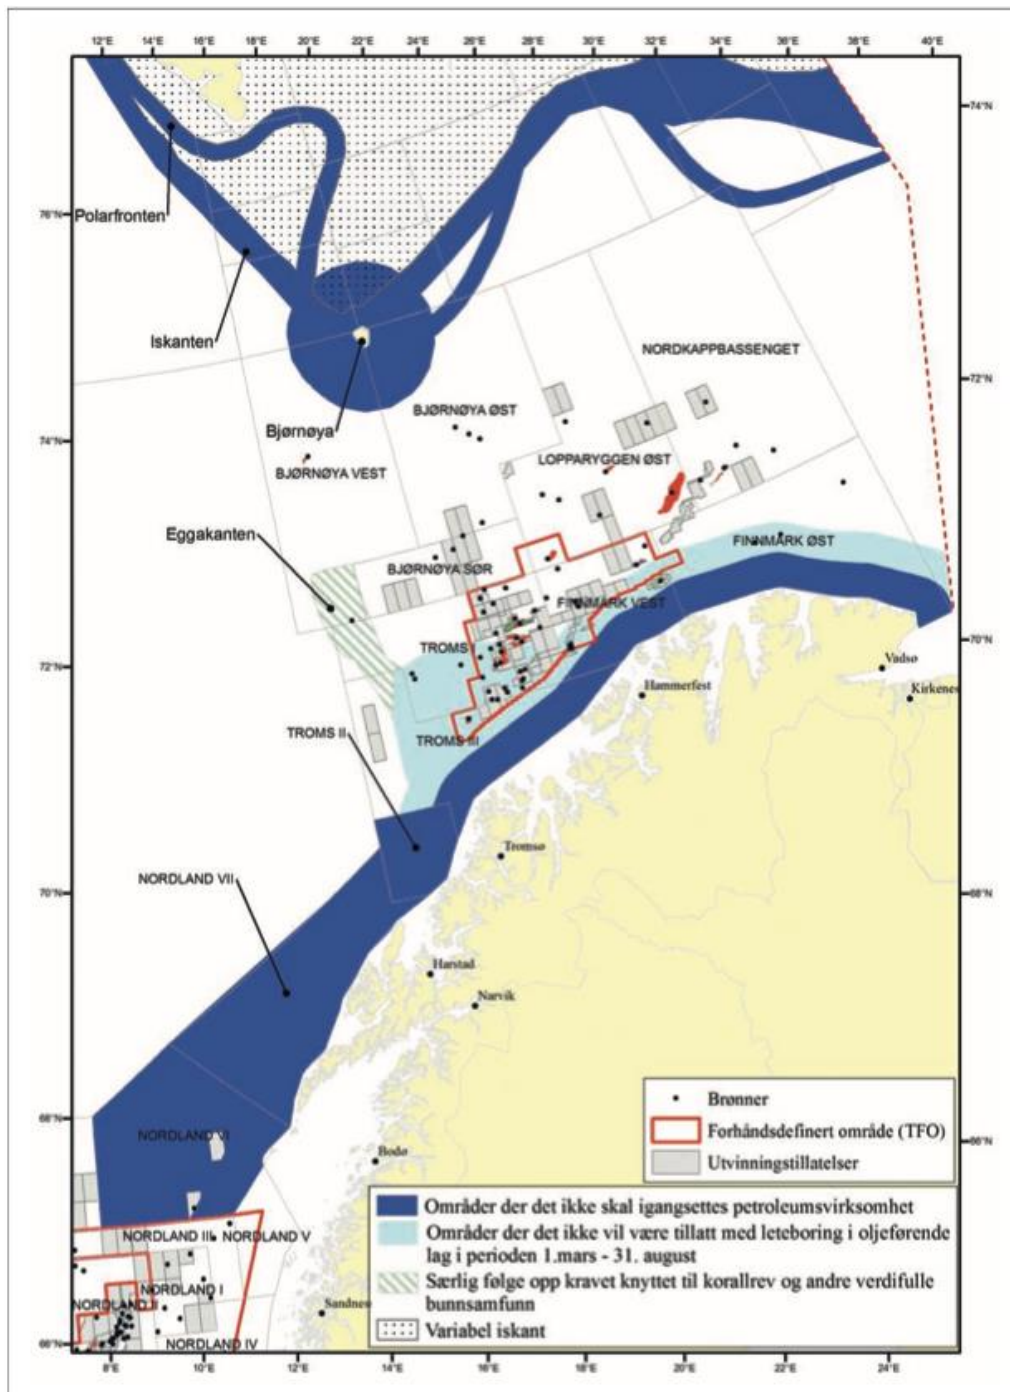 12°E 14°E 16°E 18°E 20°E 22°E 24°E 26°E 28°E 30°E 32°E 34°E 36°E 40°E
74°N
76°N
Polarfronten
Iskanten
NORDKAPPBASSENGET
72°N
BJØRNØYA ØST
Bjørnøya
74°N
LOPPARYGGEN ØST
BJØRNØYA VEST
Eggakanten
FINNMARK ØST
BJØRNØYA SØR
FINNMARK VEST
70°N
TROMS I
Vadsø
72°N
Hammerfest
Kirkenes
TROMS II
TROMS III
Tromsø
NORDLAND VII
70°N
68°N
Harstad
Narvik
Brønner
68°N
Forhåndsdefinert område (TFO)
NORDLAND VI
66°N
Bodø
Utvinningstillatelser
Områder der det ikke skal igangsettes petroleumsvirksomhet
Områder der det ikke vil være tillatt med leteboring i oljeførende
lag i perioden 1.mars - 31. august
NORDLAND III NORDLAND V
Særlig følge opp kravet knyttet til korallrev og andre verdifulle
bunnsamfunn
NORDLAND I
NORDLAND II
Variabel iskant
NORDLAND IV
66°N
8°E 10°E 12°E 14°E 16°E 18°E 20°E 22°E 24°E